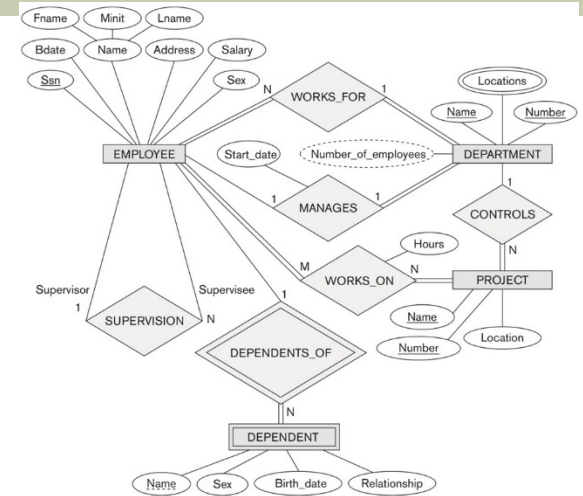 Fname Minit Lname
Bdate Name Address Salary
Ssn Sex
N WORKS_FOR 1
Locations
Name Number
EMPLOYEE Start_date Number_of_employees DEPARTMENT
1 MANAGES 1
1
CONTROLS
N
Hours
M WORKS_ON N PROJECT
Supervisor Supervisee
1 SUPERVISION N
1
Name
Number Location
DEPENDENTS_OF
N
DEPENDENT
Name Sex Birth_date Relationship